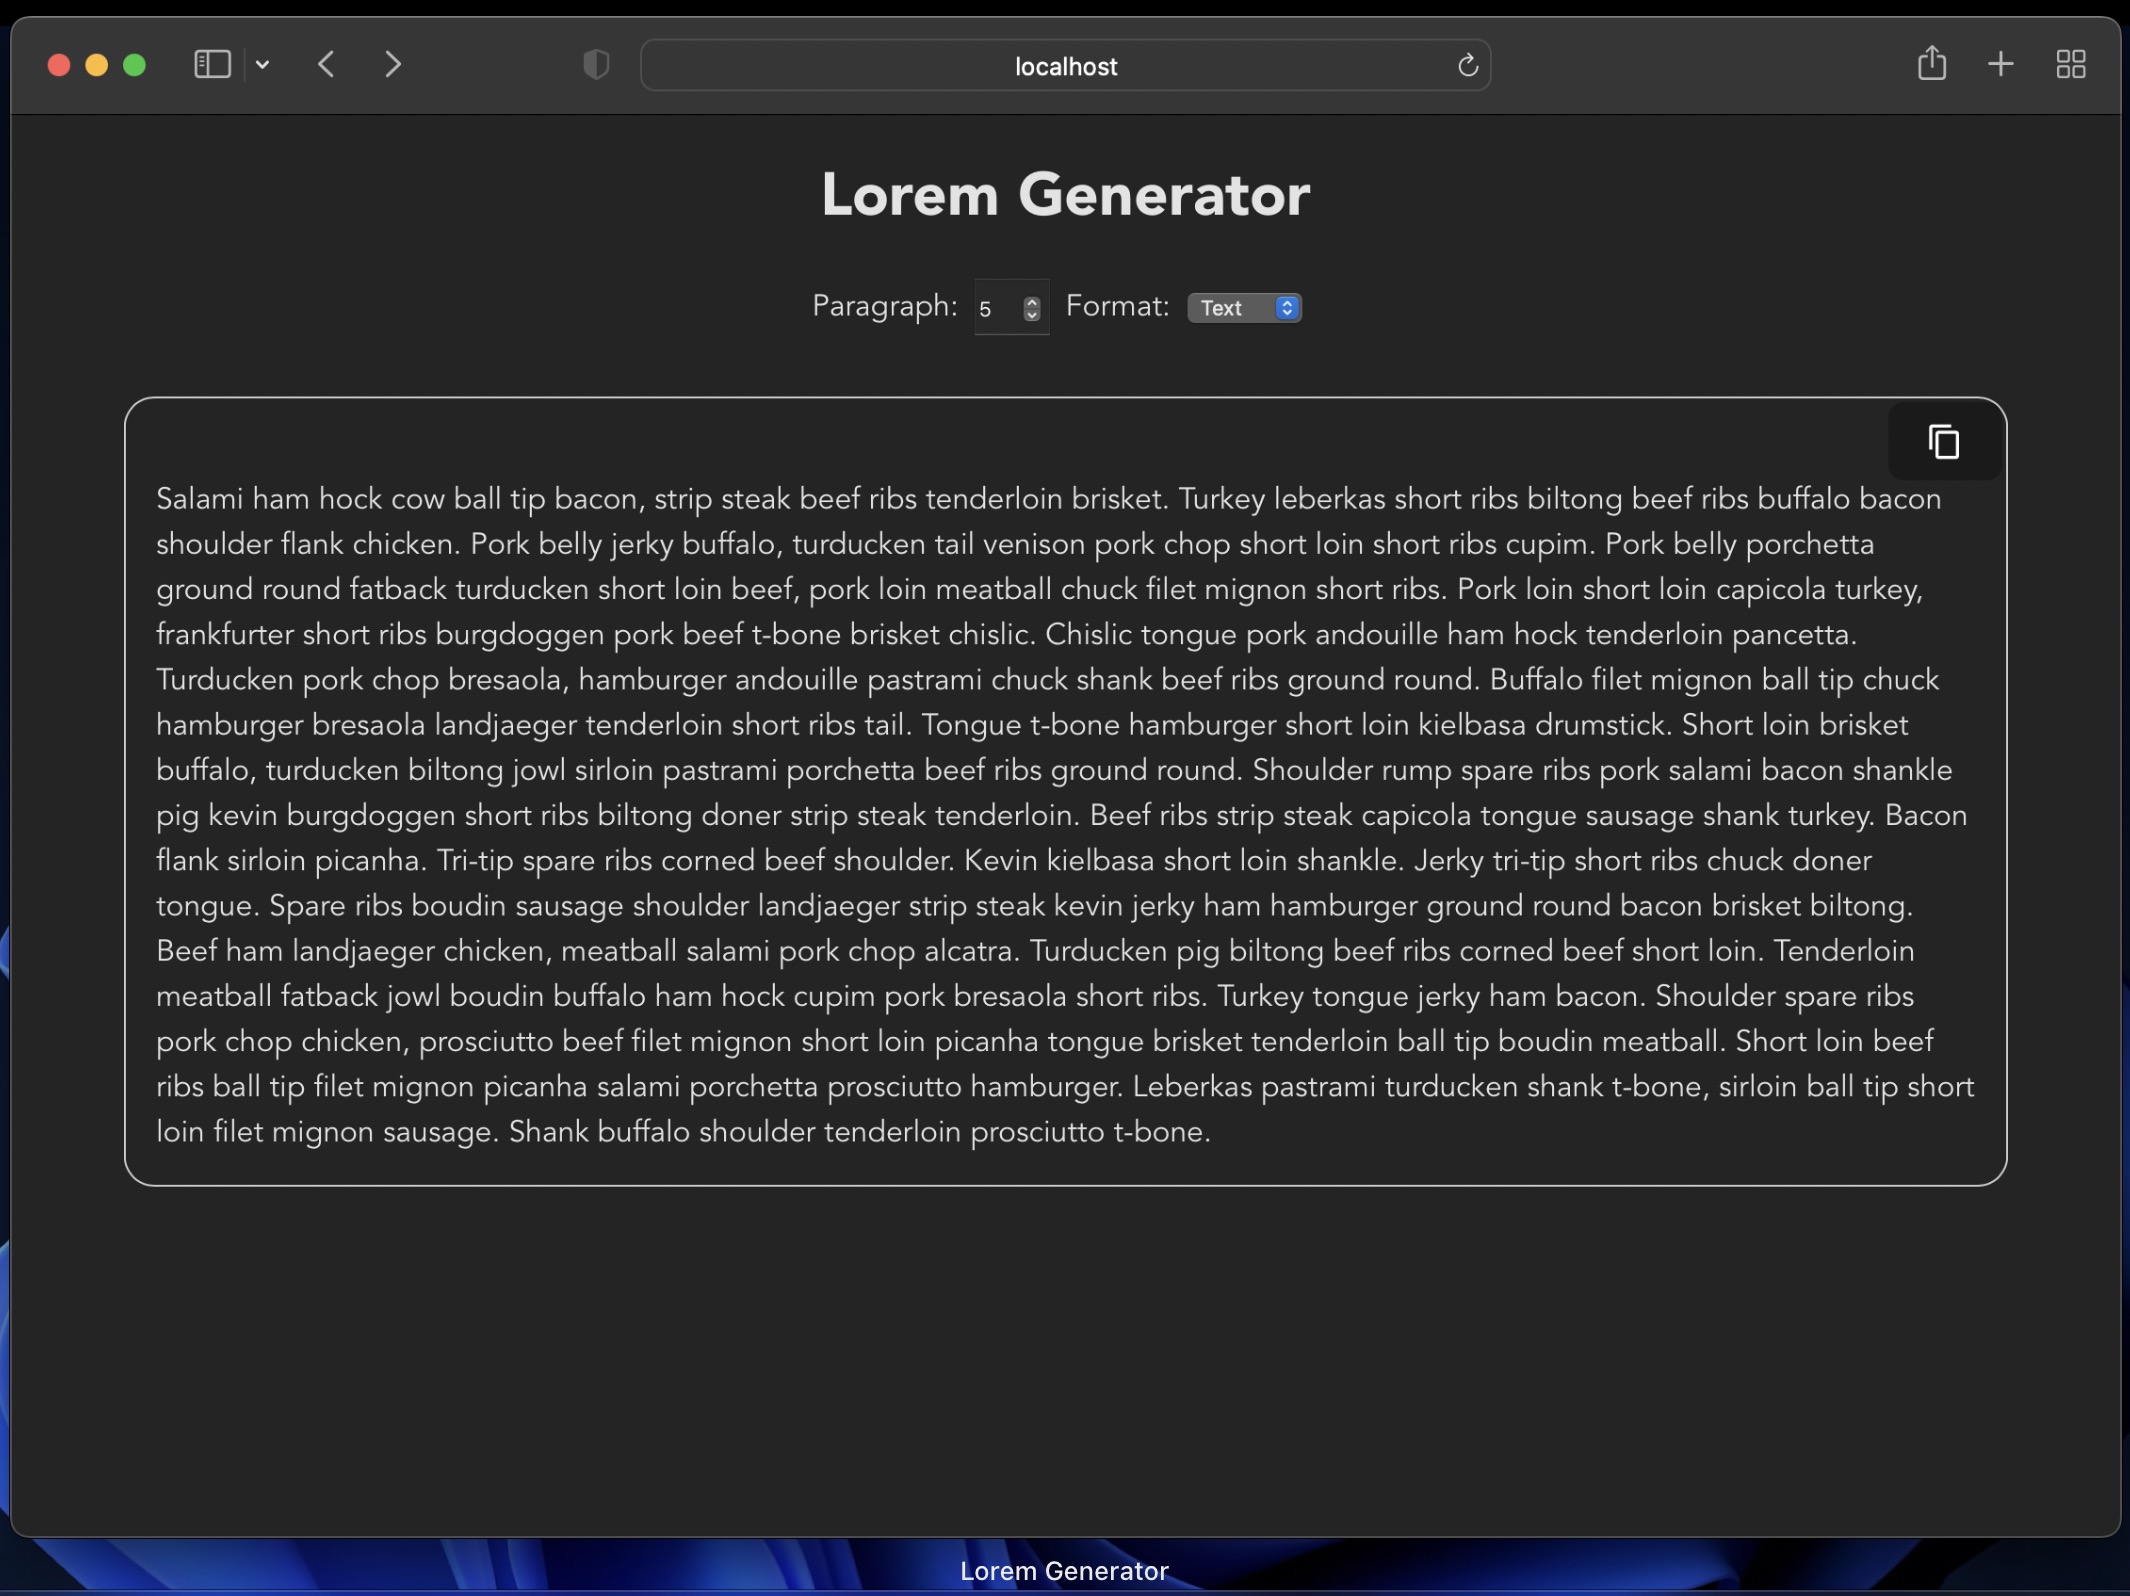 localhost
Lorem Generator
Paragraph: 5 Format: Text
Salami ham hock cow ball tip bacon, strip steak beef ribs tenderloin brisket. Turkey leberkas short ribs biltong beef ribs buffalo bacon
shoulder flank chicken. Pork belly jerky buffalo, turducken tail venison pork chop short loin short ribs cupim. Pork belly porchetta
ground round fatback turducken short loin beef, pork loin meatball chuck filet mignon short ribs. Pork loin short loin capicola turkey,
frankfurter short ribs burgdoggen pork beef t-bone brisket chislic. Chislic tongue pork andouille ham hock tenderloin pancetta.
Turducken pork chop bresaola, hamburger andouille pastrami chuck shank beef ribs ground round. Buffalo filet mignon ball tip chuck
hamburger bresaola landjaeger tenderloin short ribs tail. Tongue t-bone hamburger short loin kielbasa drumstick. Short loin brisket
buffalo, turducken biltong jowl sirloin pastrami porchetta beef ribs ground round. Shoulder rump spare ribs pork salami bacon shankle
pig kevin burgdoggen short ribs biltong doner strip steak tenderloin. Beef ribs strip steak capicola tongue sausage shank turkey. Bacon
flank sirloin picanha. Tri-tip spare ribs corned beef shoulder. Kevin kielbasa short loin shankle. Jerky tri-tip short ribs chuck doner
tongue. Spare ribs boudin sausage shoulder landjaeger strip steak kevin jerky ham hamburger ground round bacon brisket biltong.
Beef ham landjaeger chicken, meatball salami pork chop alcatra. Turducken pig biltong beef ribs corned beef short loin. Tenderloin
meatball fatback jowl boudin buffalo ham hock cupim pork bresaola short ribs. Turkey tongue jerky ham bacon. Shoulder spare ribs
pork chop chicken, prosciutto beef filet mignon short loin picanha tongue brisket tenderloin ball tip boudin meatball. Short loin beef
ribs ball tip filet mignon picanha salami porchetta prosciutto hamburger. Leberkas pastrami turducken shank t-bone, sirloin ball tip short
loin filet mignon sausage. Shank buffalo shoulder tenderloin prosciutto t-bone.
Lorem Generator